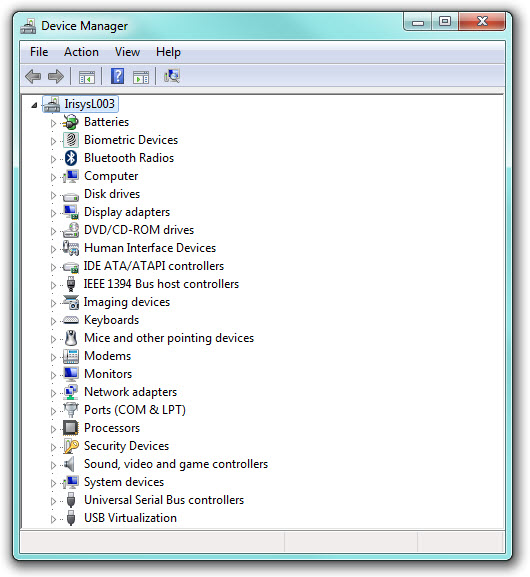 Device Manager
File Action View Help
IrisysL003
Batteries
Biometric Devices
Bluetooth Radios
Computer
Disk drives
Display adapters
DVD/CD-ROM drives
Human Interface Devices
IDE ATA/ATAPI controllers
IEEE 1394 Bus host controllers
Imaging devices
Keyboards
Mice and other pointing devices
Modems
Monitors
Network adapters
Ports (COM & LPT)
Processors
Security Devices
Sound, video and game controllers
System devices
Universal Serial Bus controllers
USB Virtualization